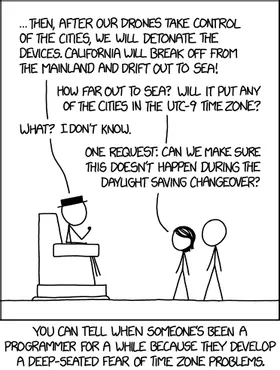 ...THEN, AFTER OUR DRONES TAKE CONTROL
OF THE CITIES, WE WILL DETONATE THE
DEVICES. CALIFORNIA WILL BREAK OFF FROM
THE MAINLAND AND DRIFT OUT TO SEA!
HOW FAR OUT TO SEA? WILL IT PUT ANY
OF THE CITIES IN THE UTC-9 TIME ZONE?
WHAT? I DON'T KNOW.
ONE REQUEST: CAN WE MAKE SURE
THIS DOESN'T HAPPEN DURING THE
DAYLIGHT SAVING CHANGEOVER?
YOU CAN TELL WHEN SOMEONE'S BEEN A
PROGRAMMER FOR A WHILE BECAUSE THEY DEVELOP
A DEEP-SEATED FEAR OF TIME ZONE PROBLEMS.